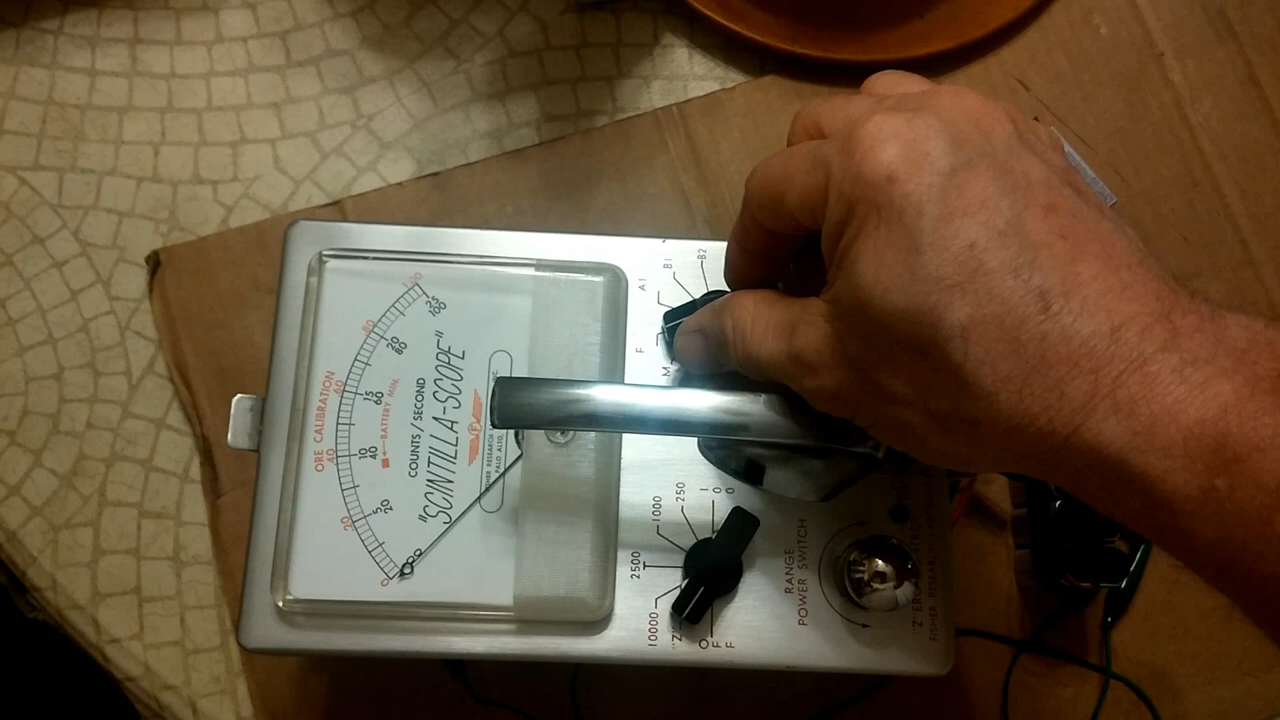 ORE CALIBRATION
0 20 40 60 80 100
0 5 10 15 20 25
0 20 40 60 80 100
BATTERY MIN.
COUNTS / SECOND
"SCINTILLA-SCOPE"
F
RESEARCH
PALO ALTO,
M F A1 B1 B2
OFF "Z" 10000 2500 1000 250 100
RANGE
POWER SWITCH
"ZERO"
FISHER RESEARCH